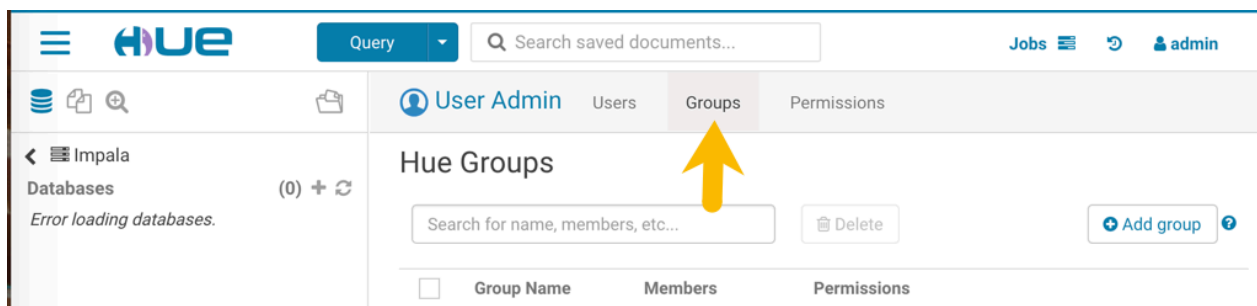 HUE Query Search saved documents... Jobs admin
User Admin Users Groups Permissions
Impala
Databases (0)
Error loading databases.
Hue Groups
Search for name, members, etc... Delete Add group
Group Name Members Permissions